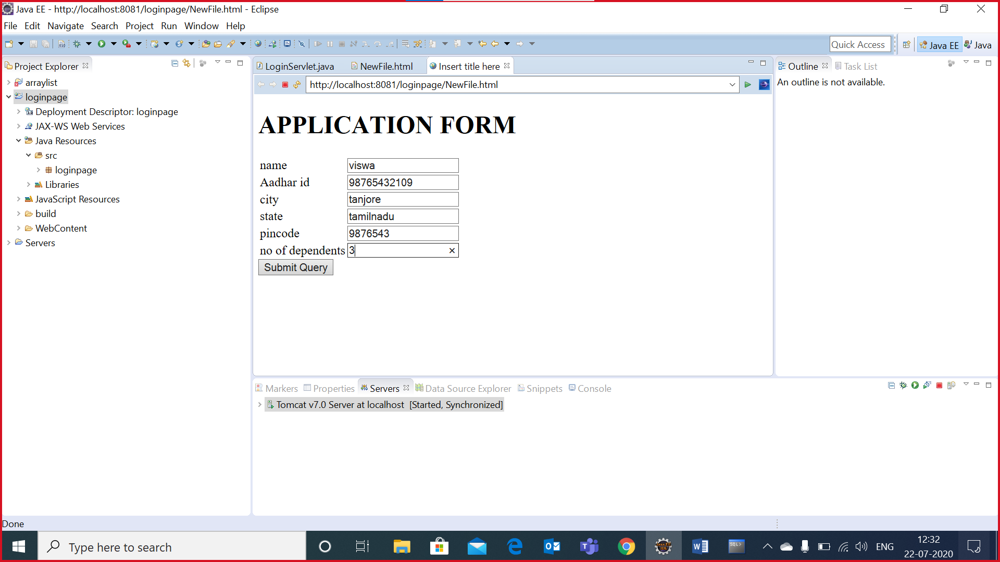 Java EE - http://localhost:8081/loginpage/NewFile.html - Eclipse
File Edit Navigate Search Project Run Window Help
Quick Access
Java EE
Java
Project Explorer
arraylist
loginpage
Deployment Descriptor: loginpage
JAX-WS Web Services
Java Resources
src
loginpage
Libraries
JavaScript Resources
build
WebContent
Servers
LoginServlet.java
NewFile.html
Insert title here
http://localhost:8081/loginpage/NewFile.html
APPLICATION FORM
name viswa
Aadhar id 98765432109
city tanjore
state tamilnadu
pincode 9876543
no of dependents 3
Submit Query
Outline
Task List
An outline is not available.
Markers Properties Servers Data Source Explorer Snippets Console
Tomcat v7.0 Server at localhost [Started, Synchronized]
Done
Type here to search
ENG
12:32
22-07-2020